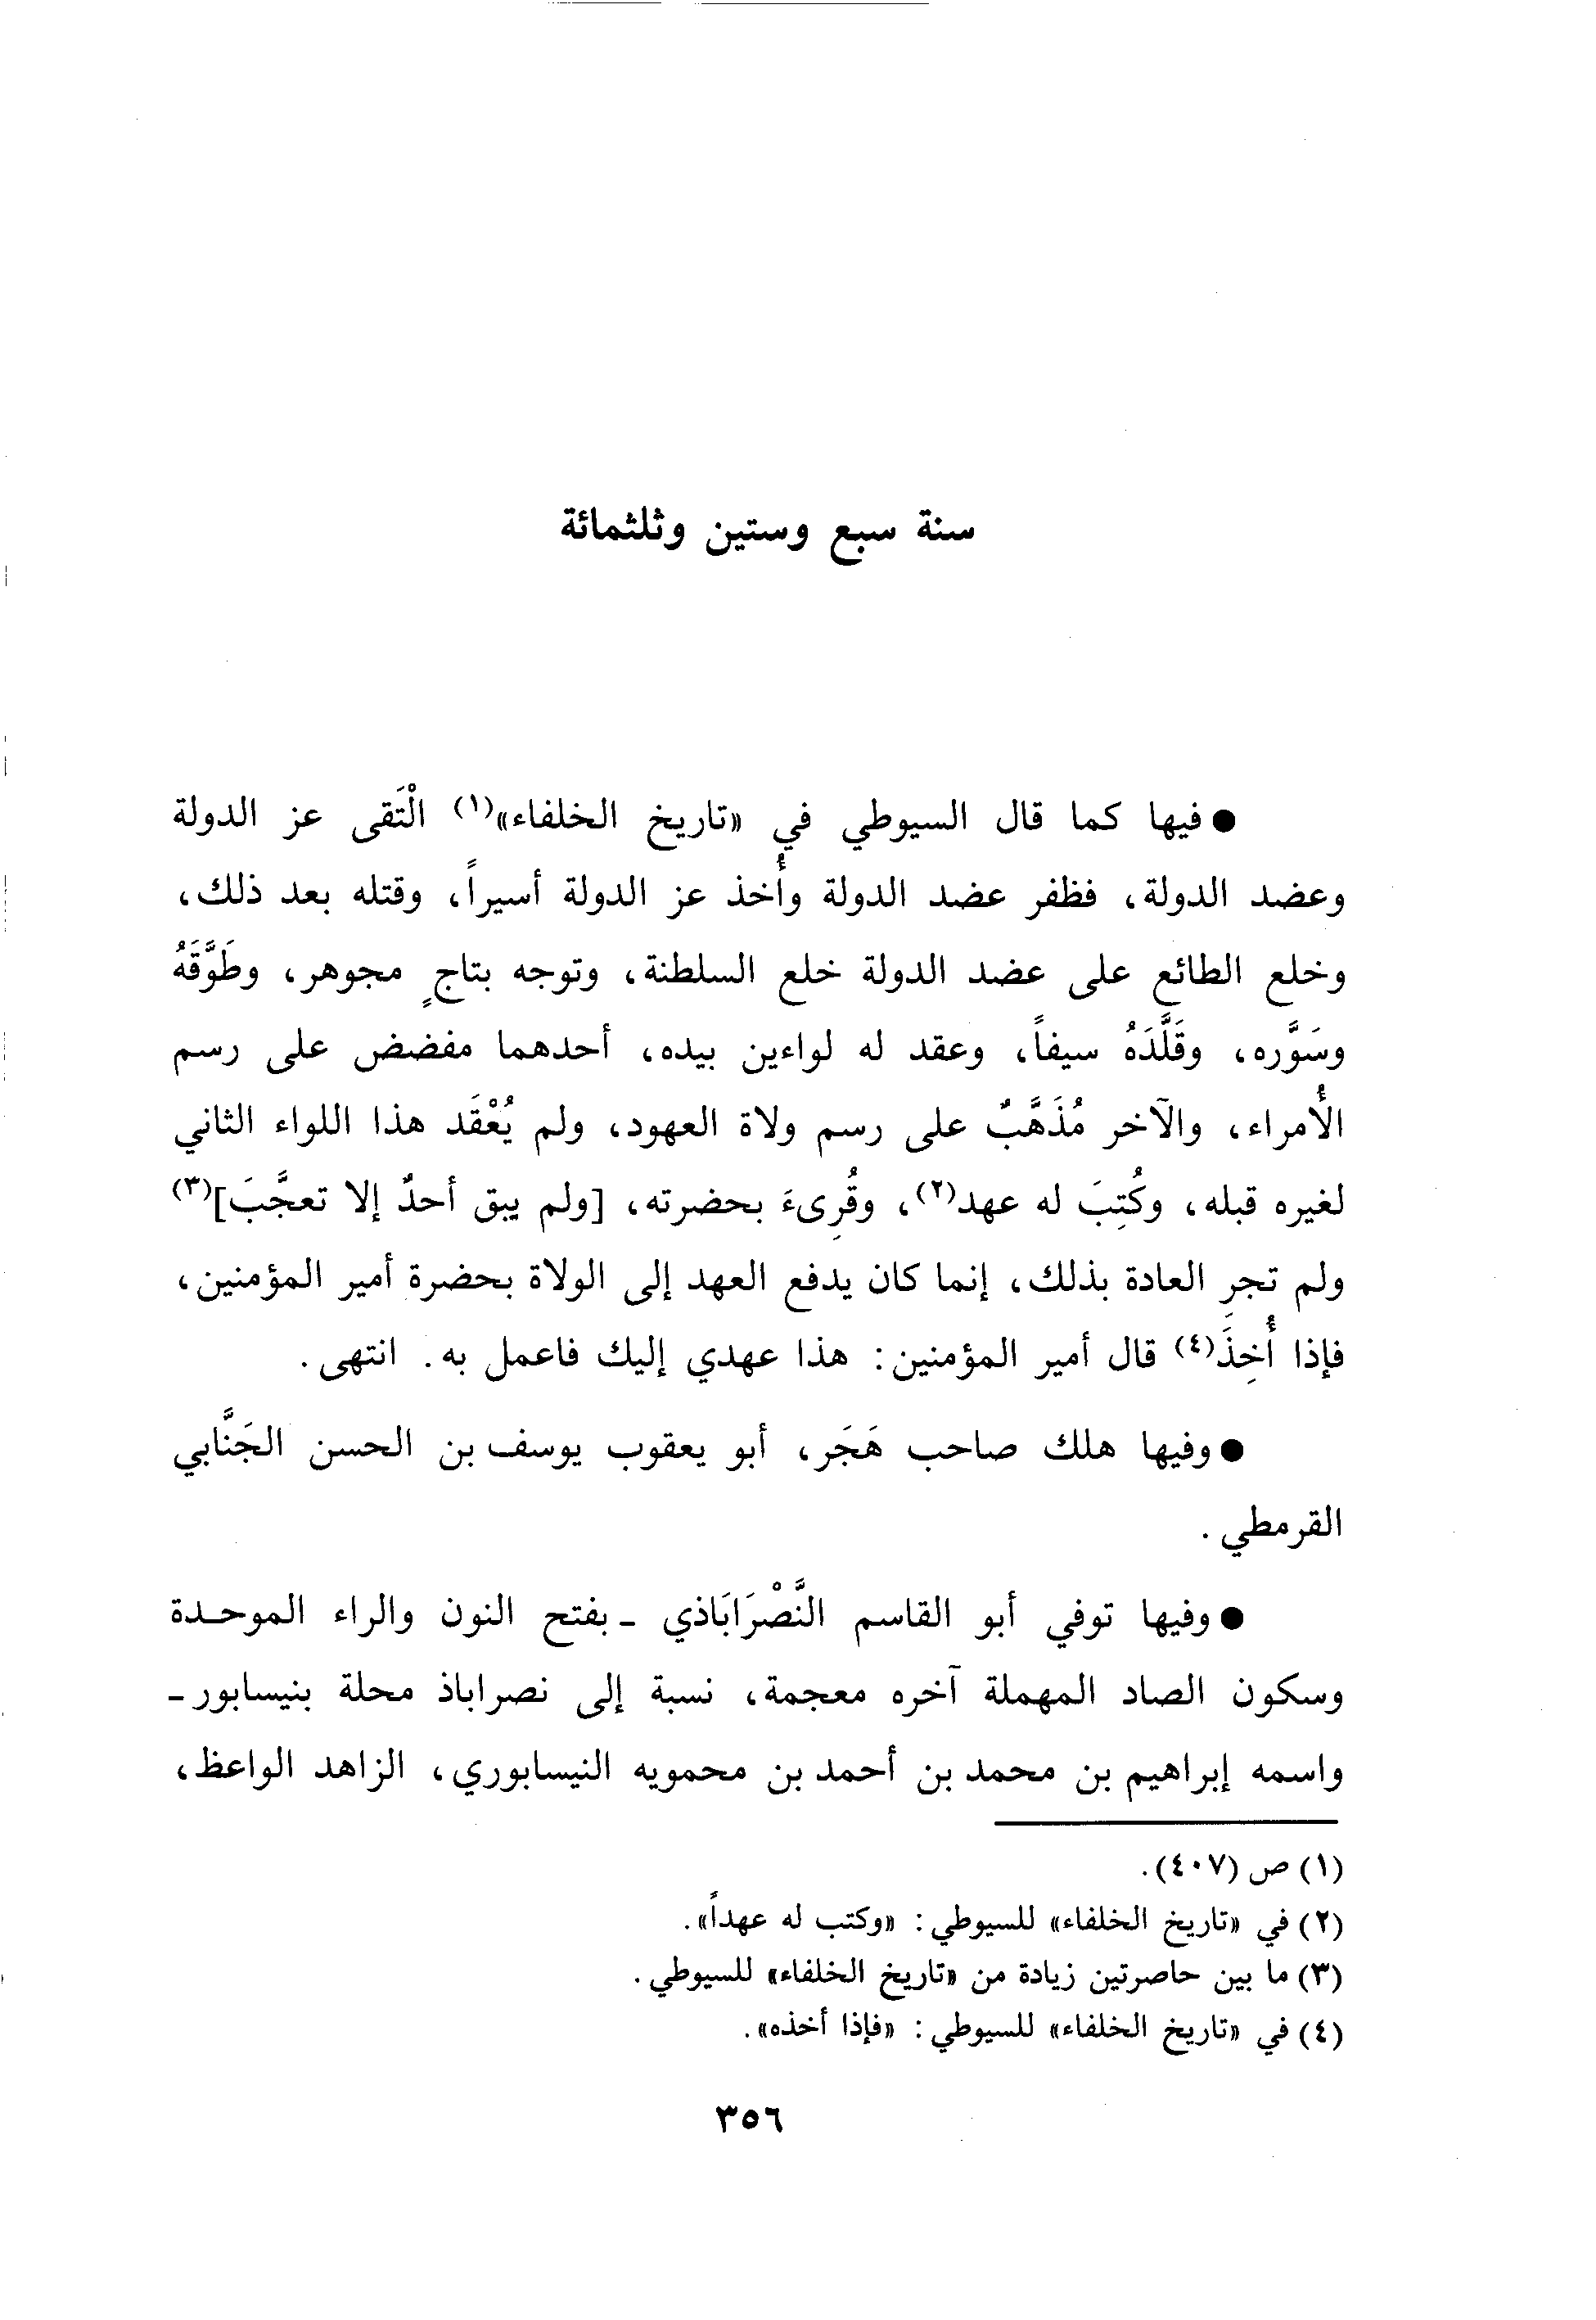 سنة سبع وستين وثلثمائة
● فيها كما قال السيوطي في «تاريخ الخلفاء»(١) الْتَقى عز الدولة
وعضد الدولة، فظفر عضد الدولة وأُخذ عز الدولة أسيراً، وقتله بعد ذلك،
وخلع الطائع على عضد الدولة خلع السلطنة، وتوجه بتاجٍ مجوهر، وطَوَّقَهُ
وسَوَّره، وقَلَّدَهُ سيفاً، وعقد له لواءين بيده، أحدهما مفضض على رسم
الأُمراء، والآخر مُذَهَّبٌ على رسم ولاة العهود، ولم يُعْقَد هذا اللواء الثاني
لغيره قبله، وكُتِبَ له عهد(٢)، وقُرِىءَ بحضرته، [ولم يبق أحدٌ إلا تعجَّبَ](٣)
ولم تجرِ العادة بذلك، إنما كان يدفع العهد إلى الولاة بحضرة أمير المؤمنين،
فإذا أُخِذَ(٤) قال أمير المؤمنين: هذا عهدي إليك فاعمل به. انتهى.
● وفيها هلك صاحب هَجَر، أبو يعقوب يوسف بن الحسن الجَنَّابي
القرمطي.
● وفيها توفي أبو القاسم النَّصْرَابَاذي ـ بفتح النون والراء الموحدة
وسكون الصاد المهملة آخره معجمة، نسبة إلى نصراباذ محلة بنيسابور ـ
واسمه إبراهيم بن محمد بن أحمد بن محمويه النيسابوري، الزاهد الواعظ،
(١) ص (٤٠٧).
(٢) في «تاريخ الخلفاء» للسيوطي: «وكتب له عهداً».
(٣) ما بين حاصرتين زيادة من «تاريخ الخلفاء» للسيوطي.
(٤) في «تاريخ الخلفاء» للسيوطي: «فإذا أخذه».
٣٥٦